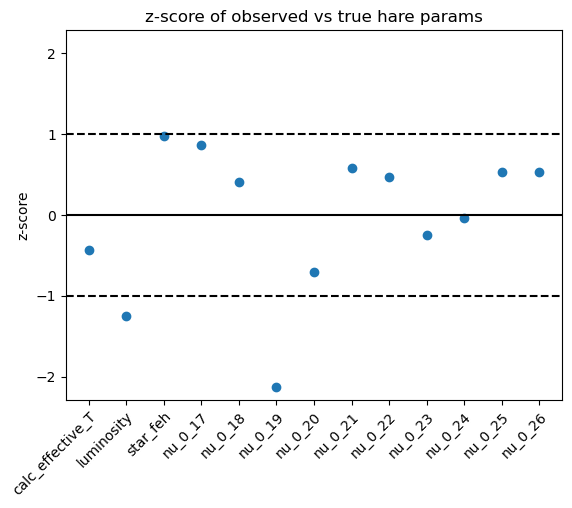 z-score of observed vs true hare params
z-score
2
1
0
−1
−2
calc_effective_T
luminosity
star_feh
nu_0_17
nu_0_18
nu_0_19
nu_0_20
nu_0_21
nu_0_22
nu_0_23
nu_0_24
nu_0_25
nu_0_26